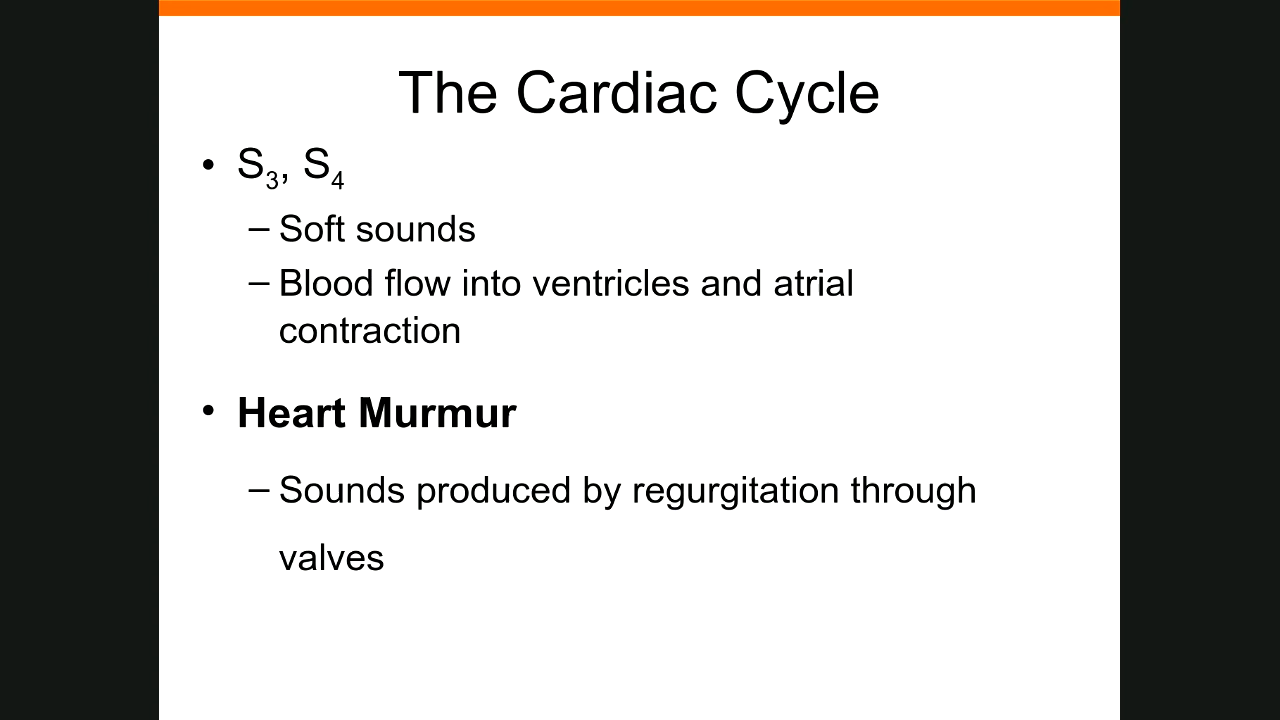 The Cardiac Cycle
• S₃, S₄
– Soft sounds
– Blood flow into ventricles and atrial
contraction
• Heart Murmur
– Sounds produced by regurgitation through
valves